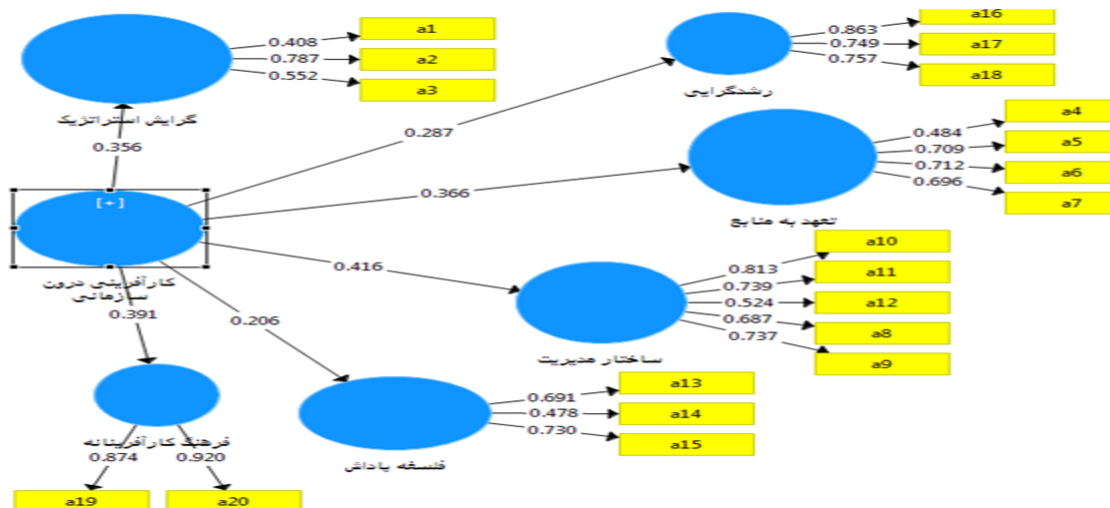 0.408
0.787
0.552
a1
a2
a3
گرایش استراتژیک
0.356
[+]
کارآفرینی درون
سازمانی
0.287
0.863
0.749
0.757
a16
a17
a18
رشدگرایی
0.366
0.484
0.709
0.712
0.696
a4
a5
a6
a7
تعهد به منابع
0.416
0.813
0.739
0.524
0.687
0.737
a10
a11
a12
a8
a9
ساختار مدیریت
0.206
0.691
0.478
0.730
a13
a14
a15
فلسفه پاداش
0.391
فرهنگ کارآفرینانه
0.874
0.920
a19
a20